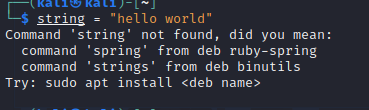 (kali㉿kali)-[~]
$ string = "hello world"
Command 'string' not found, did you mean:
  command 'spring' from deb ruby-spring
  command 'strings' from deb binutils
Try: sudo apt install <deb name>